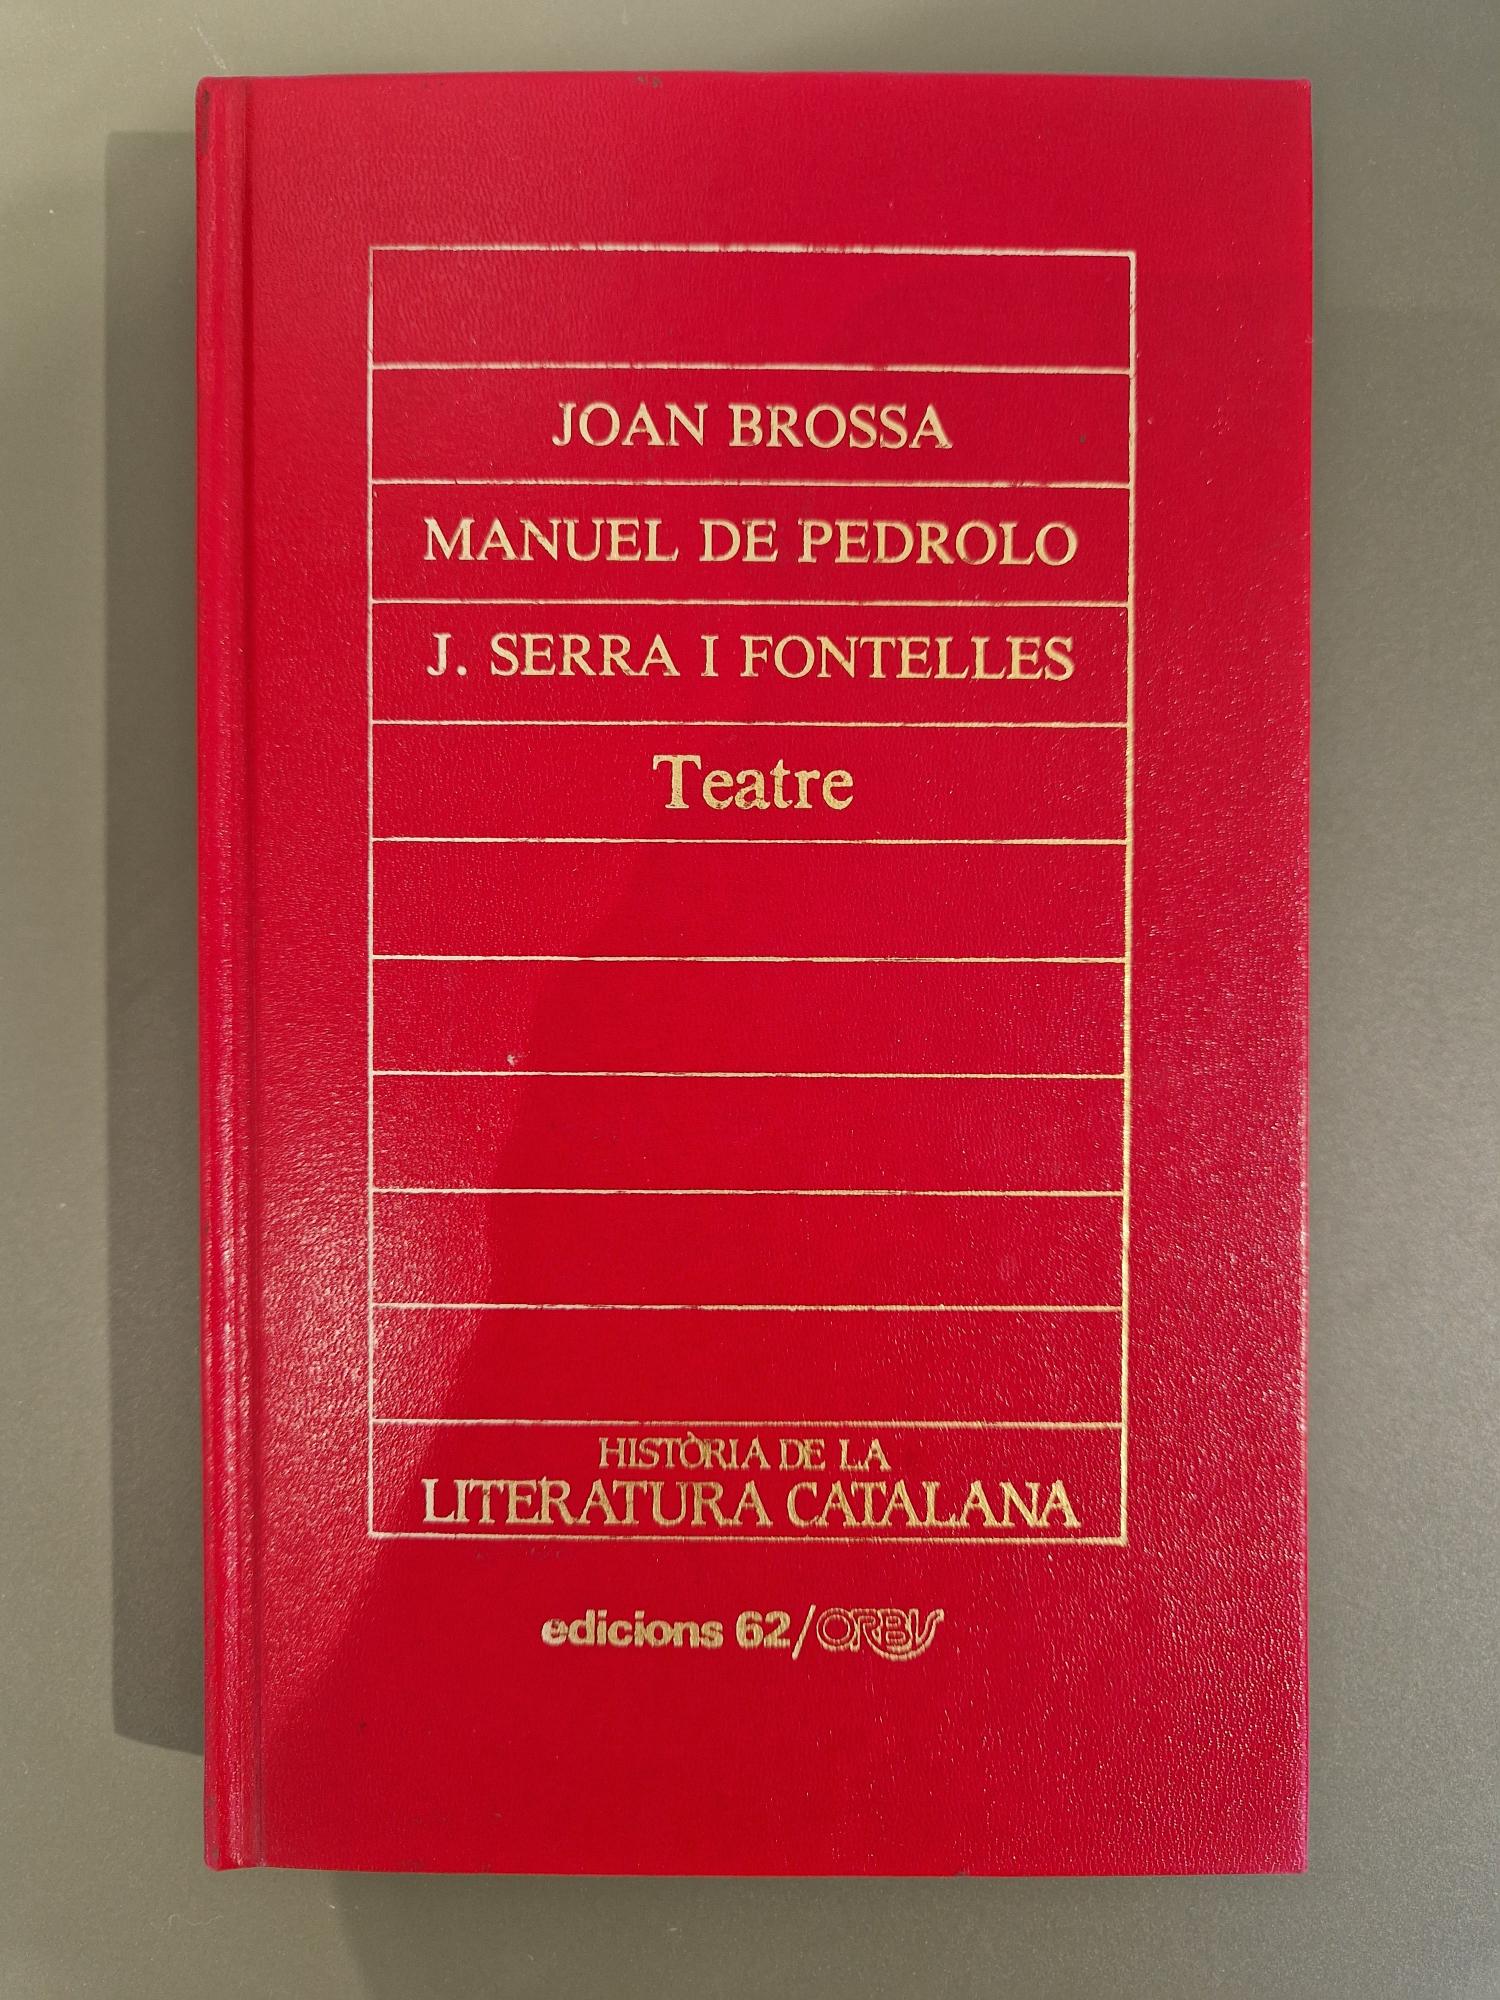 JOAN BROSSA
MANUEL DE PEDROLO
J. SERRA I FONTELLES
Teatre
HISTÒRIA DE LA
LITERATURA CATALANA
edicions 62/ORBIS